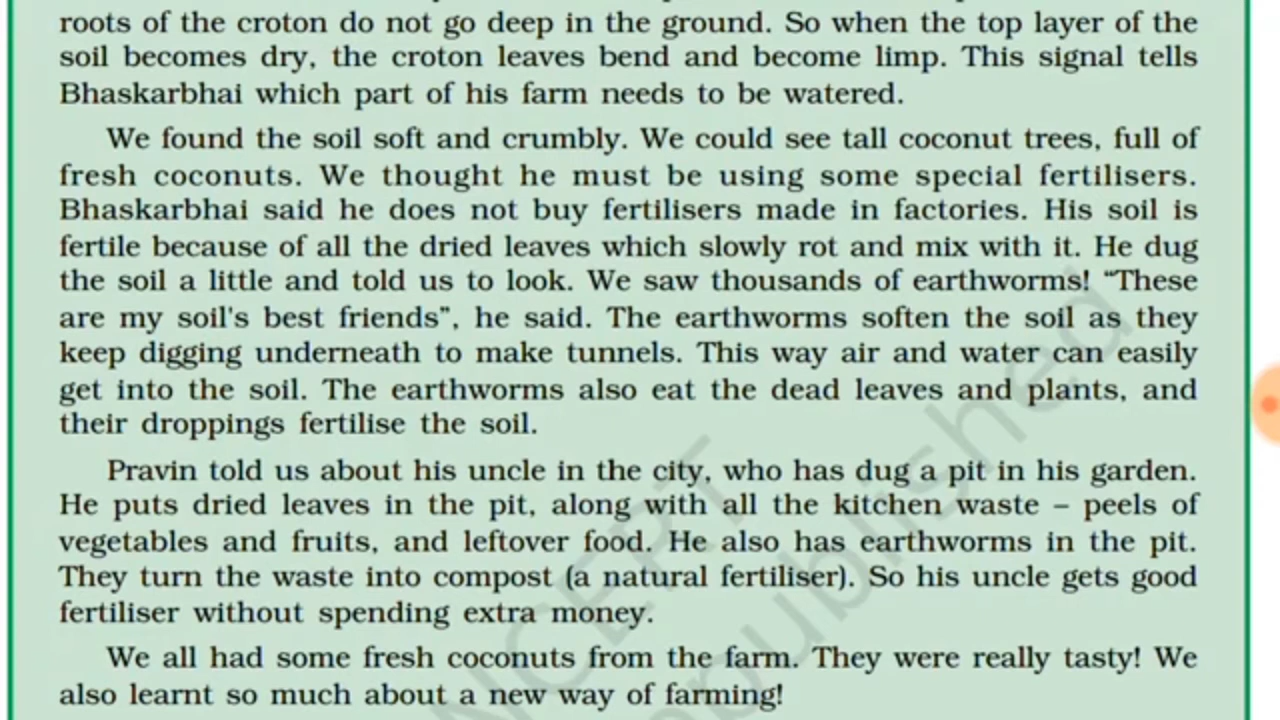 roots of the croton do not go deep in the ground. So when the top layer of the
soil becomes dry, the croton leaves bend and become limp. This signal tells
Bhaskarbhai which part of his farm needs to be watered.
We found the soil soft and crumbly. We could see tall coconut trees, full of
fresh coconuts. We thought he must be using some special fertilisers.
Bhaskarbhai said he does not buy fertilisers made in factories. His soil is
fertile because of all the dried leaves which slowly rot and mix with it. He dug
the soil a little and told us to look. We saw thousands of earthworms! “These
are my soil's best friends”, he said. The earthworms soften the soil as they
keep digging underneath to make tunnels. This way air and water can easily
get into the soil. The earthworms also eat the dead leaves and plants, and
their droppings fertilise the soil.
Pravin told us about his uncle in the city, who has dug a pit in his garden.
He puts dried leaves in the pit, along with all the kitchen waste – peels of
vegetables and fruits, and leftover food. He also has earthworms in the pit.
They turn the waste into compost (a natural fertiliser). So his uncle gets good
fertiliser without spending extra money.
We all had some fresh coconuts from the farm. They were really tasty! We
also learnt so much about a new way of farming!
NCERT
republished